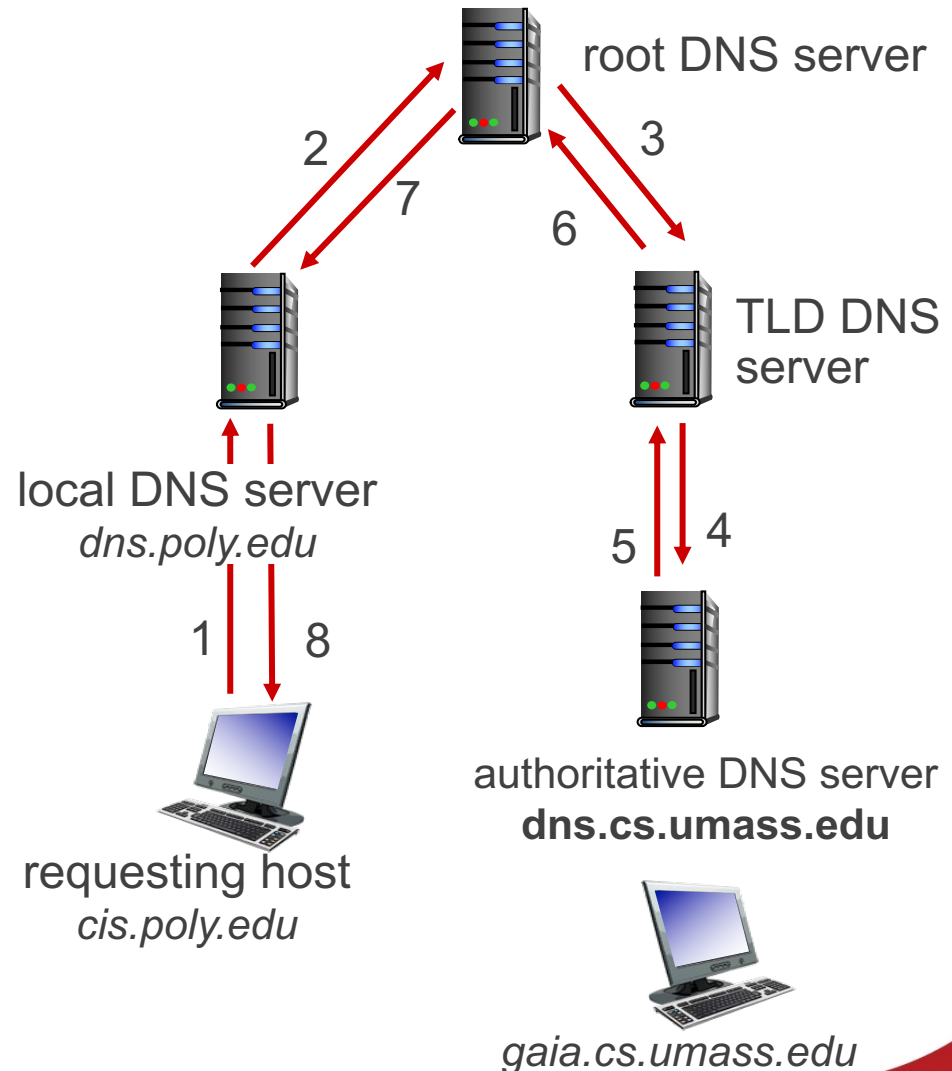 root DNS server
2
3
7
6
TLD DNS
server
local DNS server
dns.poly.edu
5
4
1
8
authoritative DNS server
dns.cs.umass.edu
requesting host
cis.poly.edu
gaia.cs.umass.edu